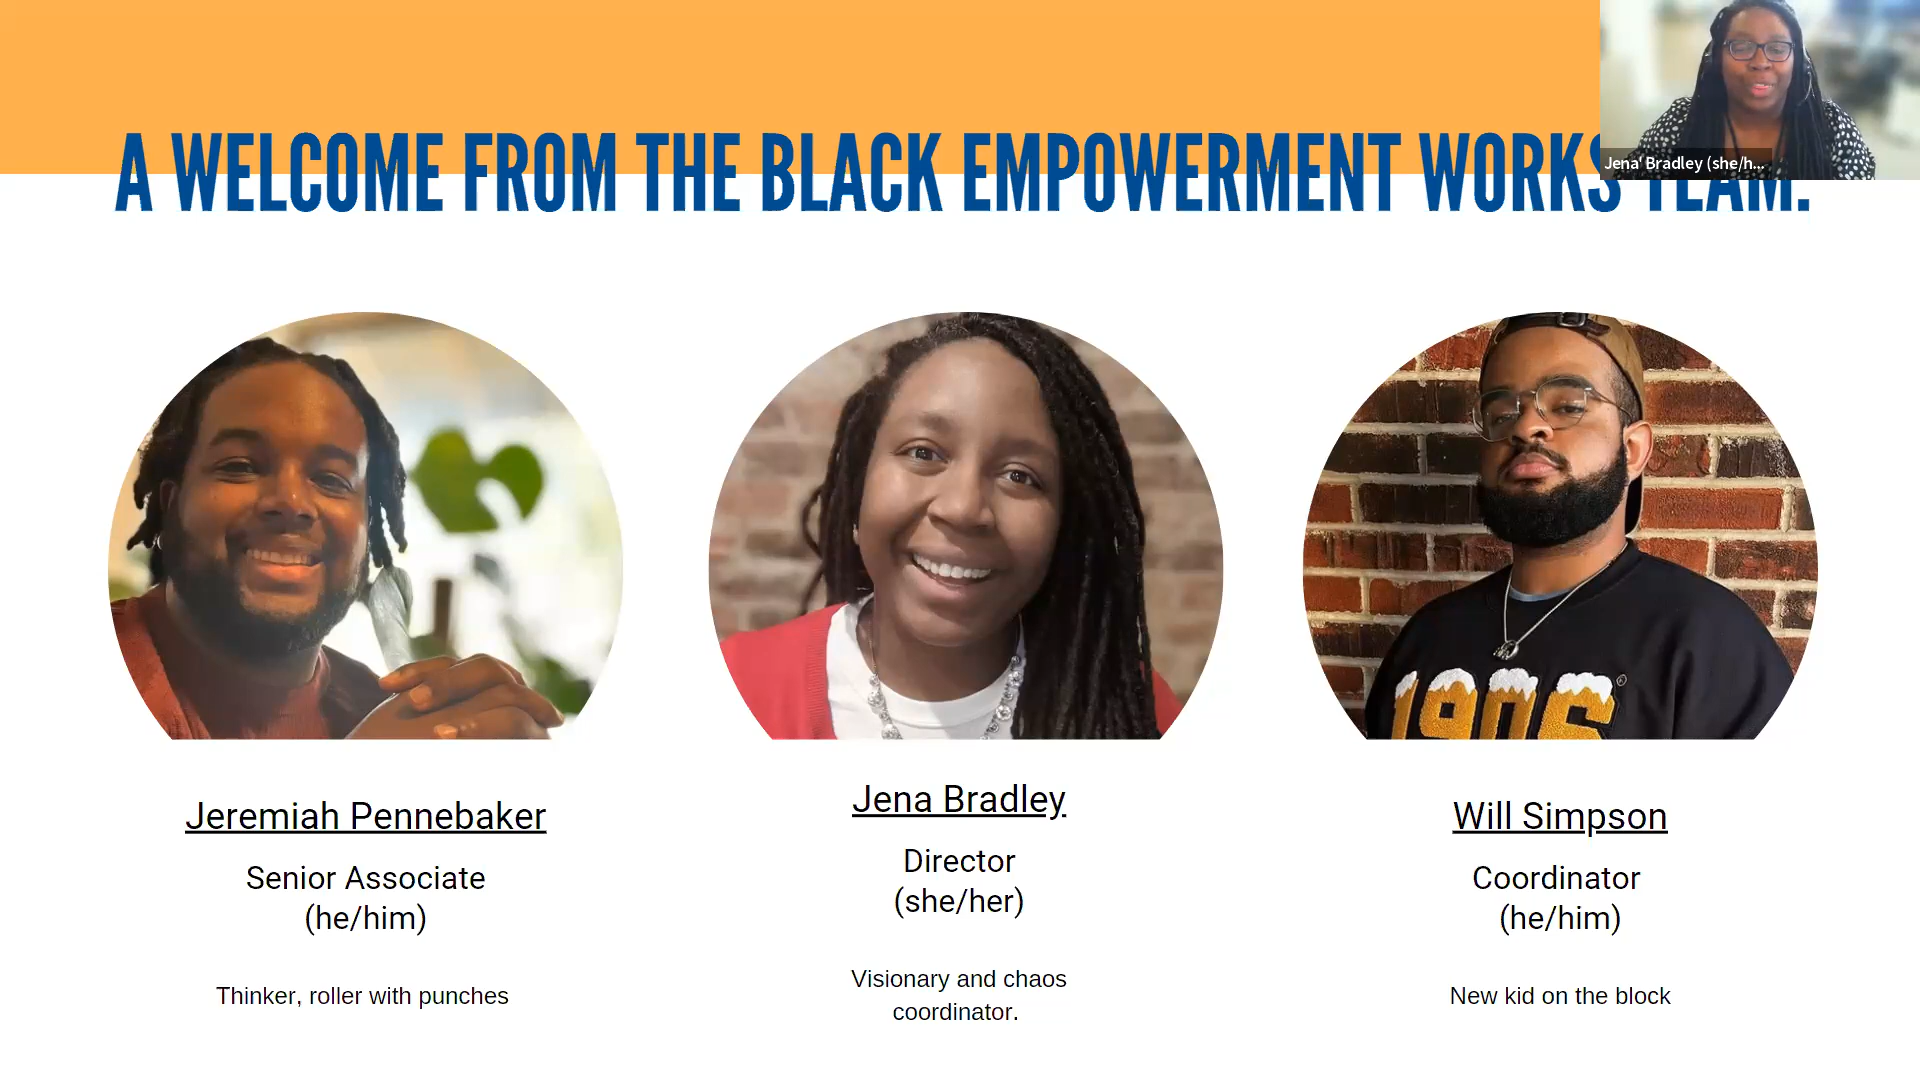 A WELCOME FROM THE BLACK EMPOWERMENT WORKS TEAM.
Jena' Bradley (she/h...
1906
Jeremiah Pennebaker
Senior Associate
(he/him)
Thinker, roller with punches
Jena Bradley
Director
(she/her)
Visionary and chaos
coordinator.
Will Simpson
Coordinator
(he/him)
New kid on the block